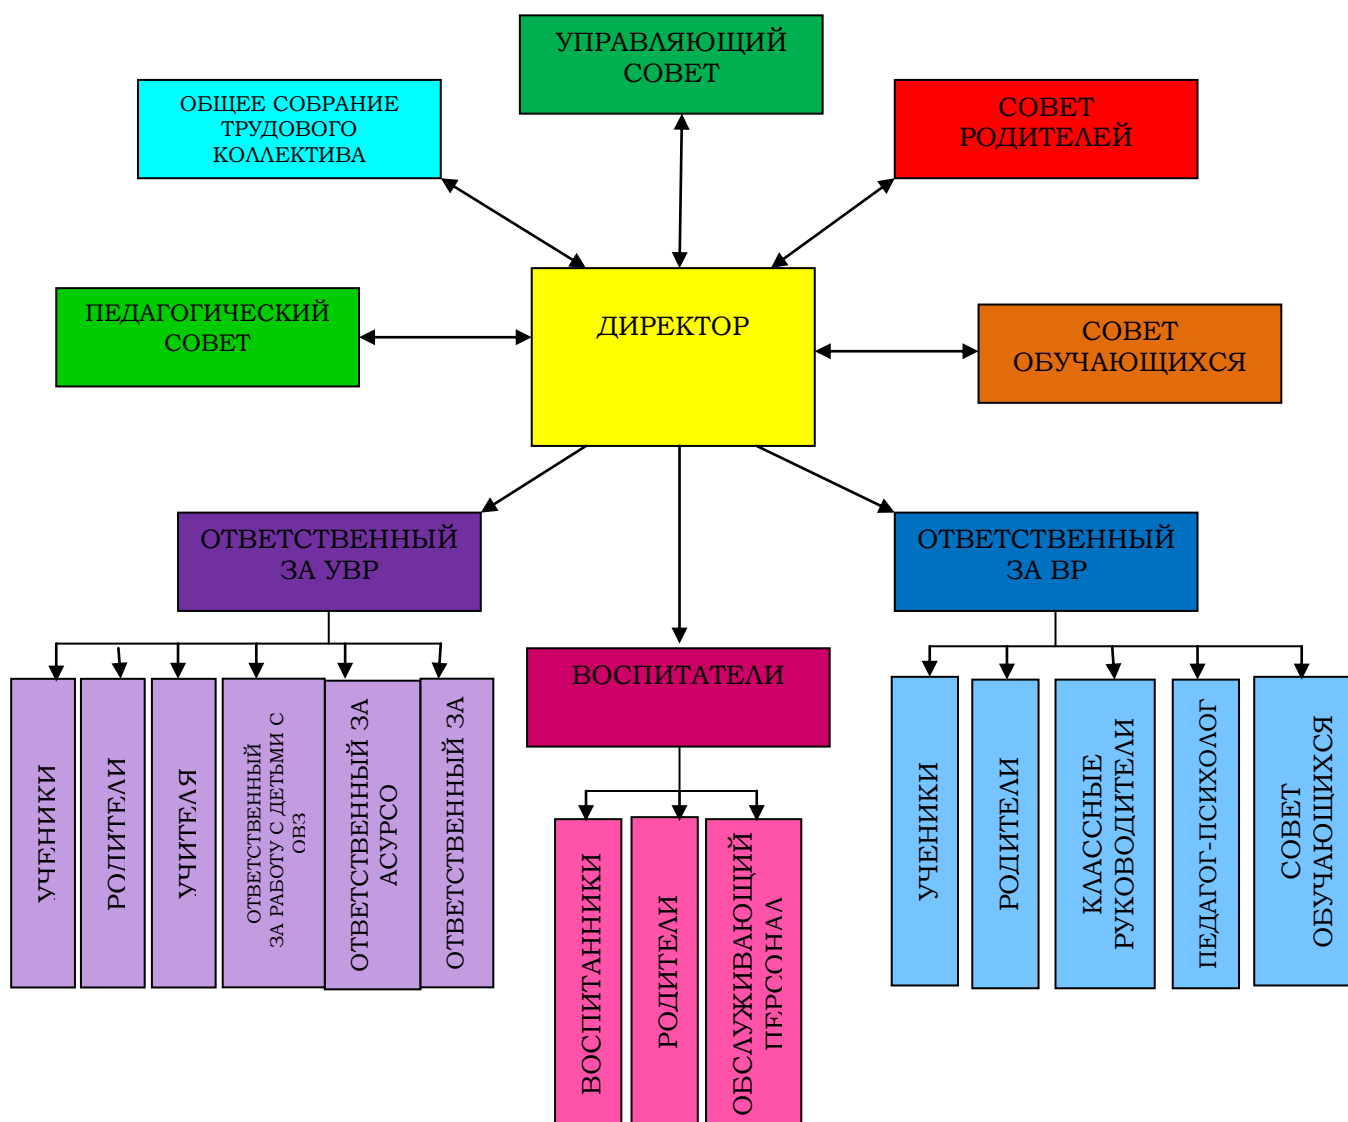 УПРАВЛЯЮЩИЙ
СОВЕТ
ОБЩЕЕ СОБРАНИЕ
ТРУДОВОГО
КОЛЛЕКТИВА
СОВЕТ
РОДИТЕЛЕЙ
ПЕДАГОГИЧЕСКИЙ
СОВЕТ
ДИРЕКТОР
СОВЕТ
ОБУЧАЮЩИХСЯ
ОТВЕТСТВЕННЫЙ
ЗА УВР
ОТВЕТСТВЕННЫЙ
ЗА ВР
ВОСПИТАТЕЛИ
УЧЕНИКИ
РОДИТЕЛИ
УЧИТЕЛЯ
ОТВЕТСТВЕННЫЙ
ЗА РАБОТУ С ДЕТЬМИ С
ОВЗ
ОТВЕТСТВЕННЫЙ ЗА
АСУРСО
ОТВЕТСТВЕННЫЙ ЗА
ВОСПИТАННИКИ
РОДИТЕЛИ
ОБСЛУЖИВАЮЩИЙ
ПЕРСОНАЛ
УЧЕНИКИ
РОДИТЕЛИ
КЛАССНЫЕ
РУКОВОДИТЕЛИ
ПЕДАГОГ-ПСИХОЛОГ
СОВЕТ
ОБУЧАЮЩИХСЯ